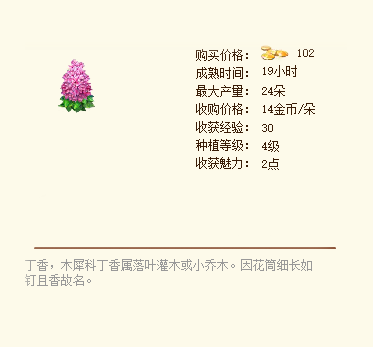 购买价格: 102
成熟时间: 19小时
最大产量: 24朵
收购价格: 14金币/朵
收获经验: 30
种植等级: 4级
收获魅力: 2点
丁香，木犀科丁香属落叶灌木或小乔木。因花筒细长如
钉且香故名。